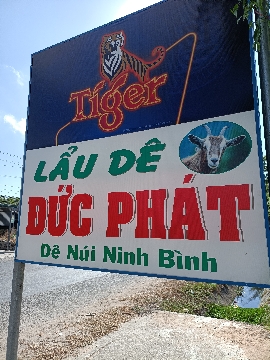 Tiger
LẨU DÊ
ĐỨC PHÁT
Dê Núi Ninh Bình